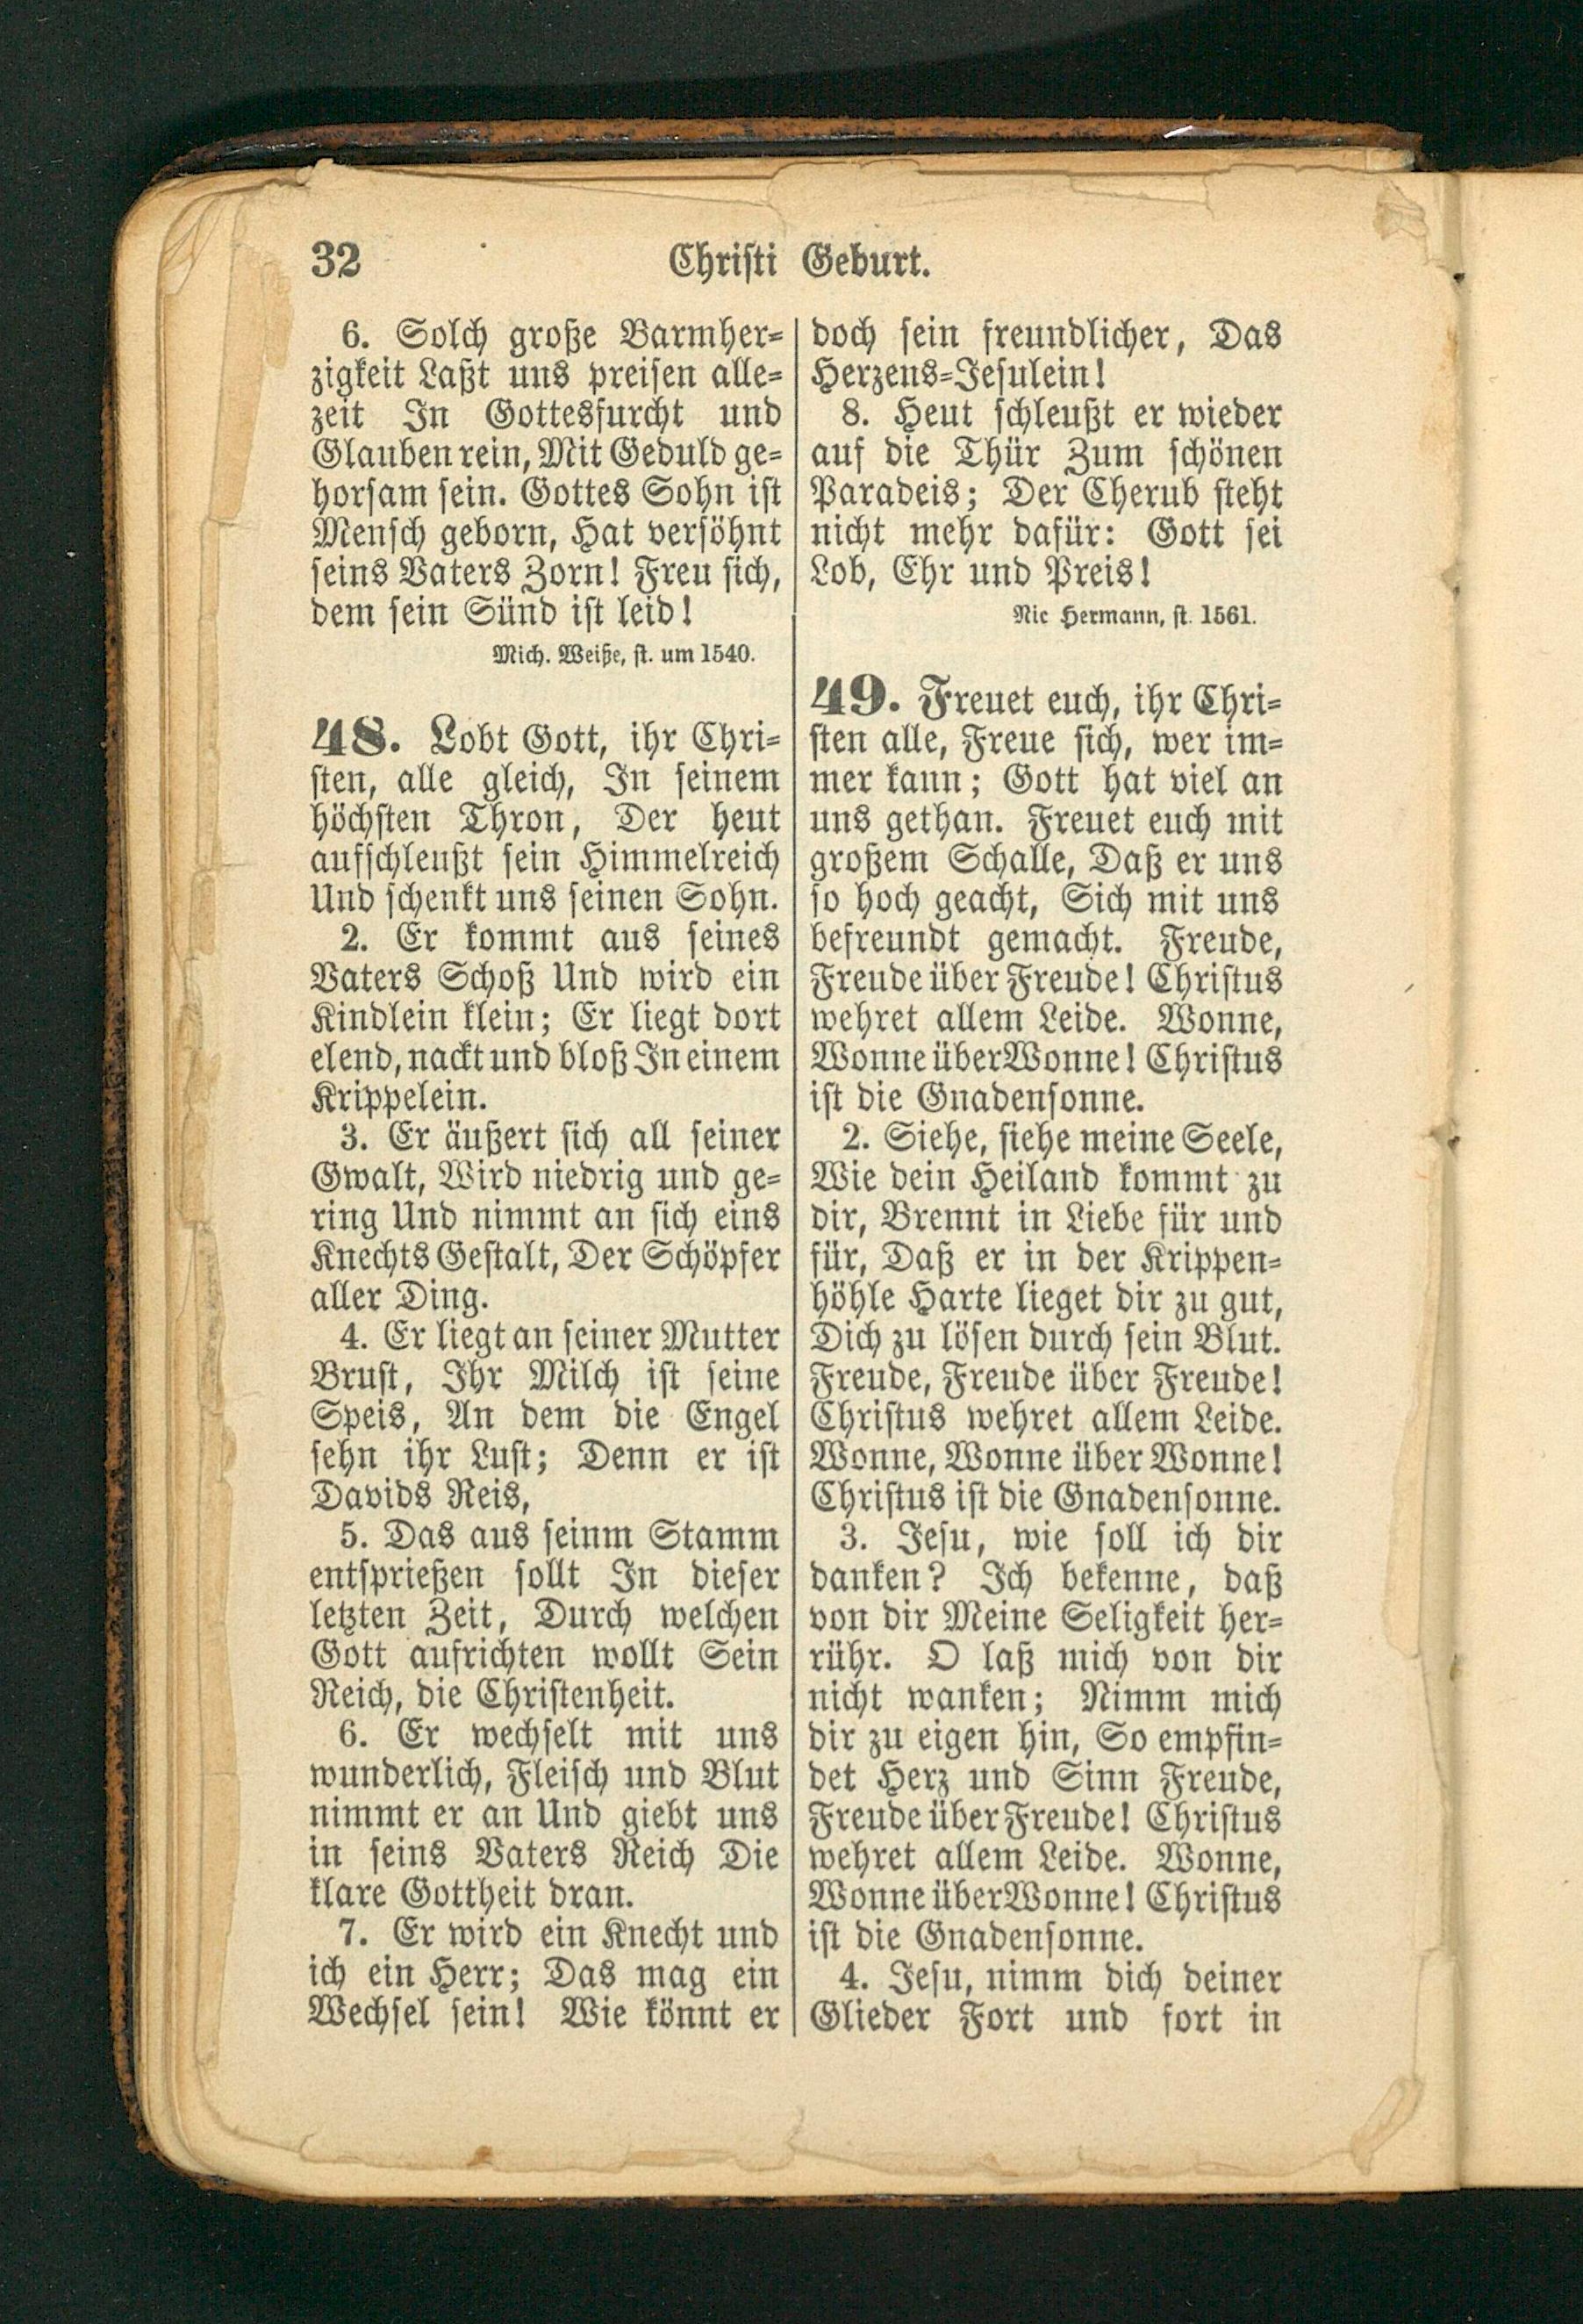 32
Christi Geburt.
6. Solch große Barmher-
zigkeit Laßt uns preisen alle-
zeit In Gottesfurcht und
Glauben rein, Mit Geduld ge-
horsam sein. Gottes Sohn ist
Mensch geborn, Hat versöhnt
seins Vaters Zorn! Freu sich,
dem sein Sünd ist leid!
Mich. Weiße, st. um 1540.
48. Lobt Gott, ihr Chri-
sten, alle gleich, In seinem
höchsten Thron, Der heut
aufschleußt sein Himmelreich
Und schenkt uns seinen Sohn.
2. Er kommt aus seines
Vaters Schoß Und wird ein
Kindlein klein; Er liegt dort
elend, nackt und bloß In einem
Krippelein.
3. Er äußert sich all seiner
Gwalt, Wird niedrig und ge-
ring Und nimmt an sich eins
Knechts Gestalt, Der Schöpfer
aller Ding.
4. Er liegt an seiner Mutter
Brust, Ihr Milch ist seine
Speis, An dem die Engel
sehn ihr Lust; Denn er ist
Davids Reis,
5. Das aus seinm Stamm
entsprießen sollt In dieser
letzten Zeit, Durch welchen
Gott aufrichten wollt Sein
Reich, die Christenheit.
6. Er wechselt mit uns
wunderlich, Fleisch und Blut
nimmt er an Und giebt uns
in seins Vaters Reich Die
klare Gottheit dran.
7. Er wird ein Knecht und
ich ein Herr; Das mag ein
Wechsel sein! Wie könnt er
doch sein freundlicher, Das
Herzens-Jesulein!
8. Heut schleußt er wieder
auf die Thür Zum schönen
Paradeis; Der Cherub steht
nicht mehr dafür: Gott sei
Lob, Ehr und Preis!
Nic Hermann, st. 1561.
49. Freuet euch, ihr Chri-
sten alle, Freue sich, wer im-
mer kann; Gott hat viel an
uns gethan. Freuet euch mit
großem Schalle, Daß er uns
so hoch geacht, Sich mit uns
befreundt gemacht. Freude,
Freude über Freude! Christus
wehret allem Leide. Wonne,
Wonne über Wonne! Christus
ist die Gnadensonne.
2. Siehe, siehe meine Seele,
Wie dein Heiland kommt zu
dir, Brennt in Liebe für und
für, Daß er in der Krippen-
höhle Harte lieget dir zu gut,
Dich zu lösen durch sein Blut.
Freude, Freude über Freude!
Christus wehret allem Leide.
Wonne, Wonne über Wonne!
Christus ist die Gnadensonne.
3. Jesu, wie soll ich dir
danken? Ich bekenne, daß
von dir Meine Seligkeit her-
rühr. O laß mich von dir
nicht wanken; Nimm mich
dir zu eigen hin, So empfin-
det Herz und Sinn Freude,
Freude über Freude! Christus
wehret allem Leide. Wonne,
Wonne über Wonne! Christus
ist die Gnadensonne.
4. Jesu, nimm dich deiner
Glieder Fort und fort in